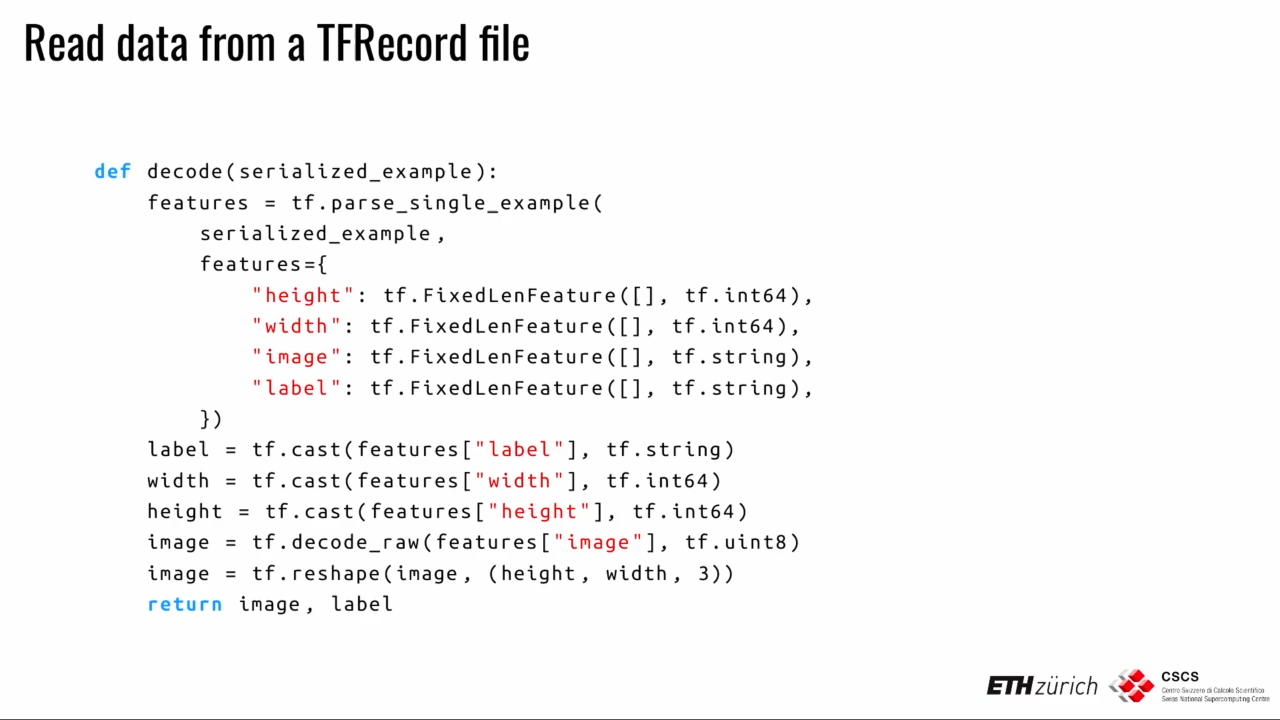 Read data from a TFRecord file
def decode(serialized_example):
    features = tf.parse_single_example(
        serialized_example,
        features={
            "height": tf.FixedLenFeature([], tf.int64),
            "width": tf.FixedLenFeature([], tf.int64),
            "image": tf.FixedLenFeature([], tf.string),
            "label": tf.FixedLenFeature([], tf.string),
        })
    label = tf.cast(features["label"], tf.string)
    width = tf.cast(features["width"], tf.int64)
    height = tf.cast(features["height"], tf.int64)
    image = tf.decode_raw(features["image"], tf.uint8)
    image = tf.reshape(image, (height, width, 3))
    return image, label
ETH zürich
CSCS
Centro Svizzero di Calcolo Scientifico
Swiss National Supercomputing Centre